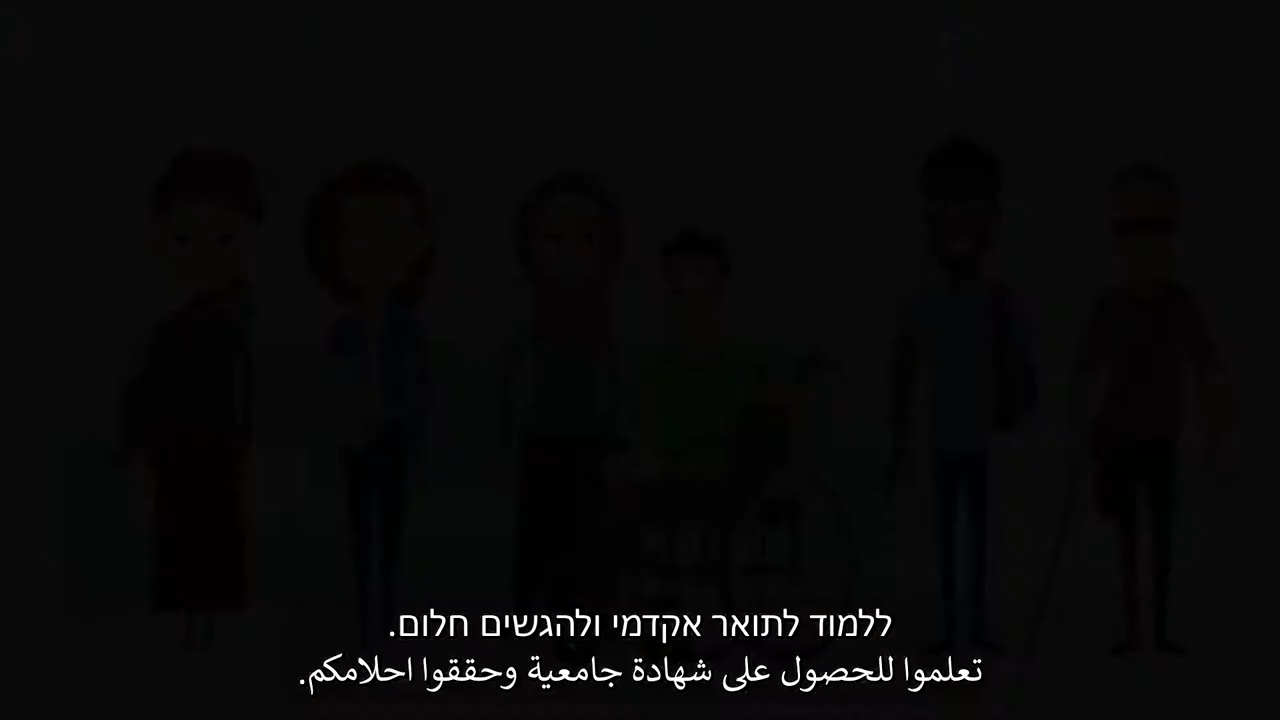 ללמוד לתואר אקדמי ולהגשים חלום.
تعلموا للحصول على شهادة جامعية وحققوا احلامكم.